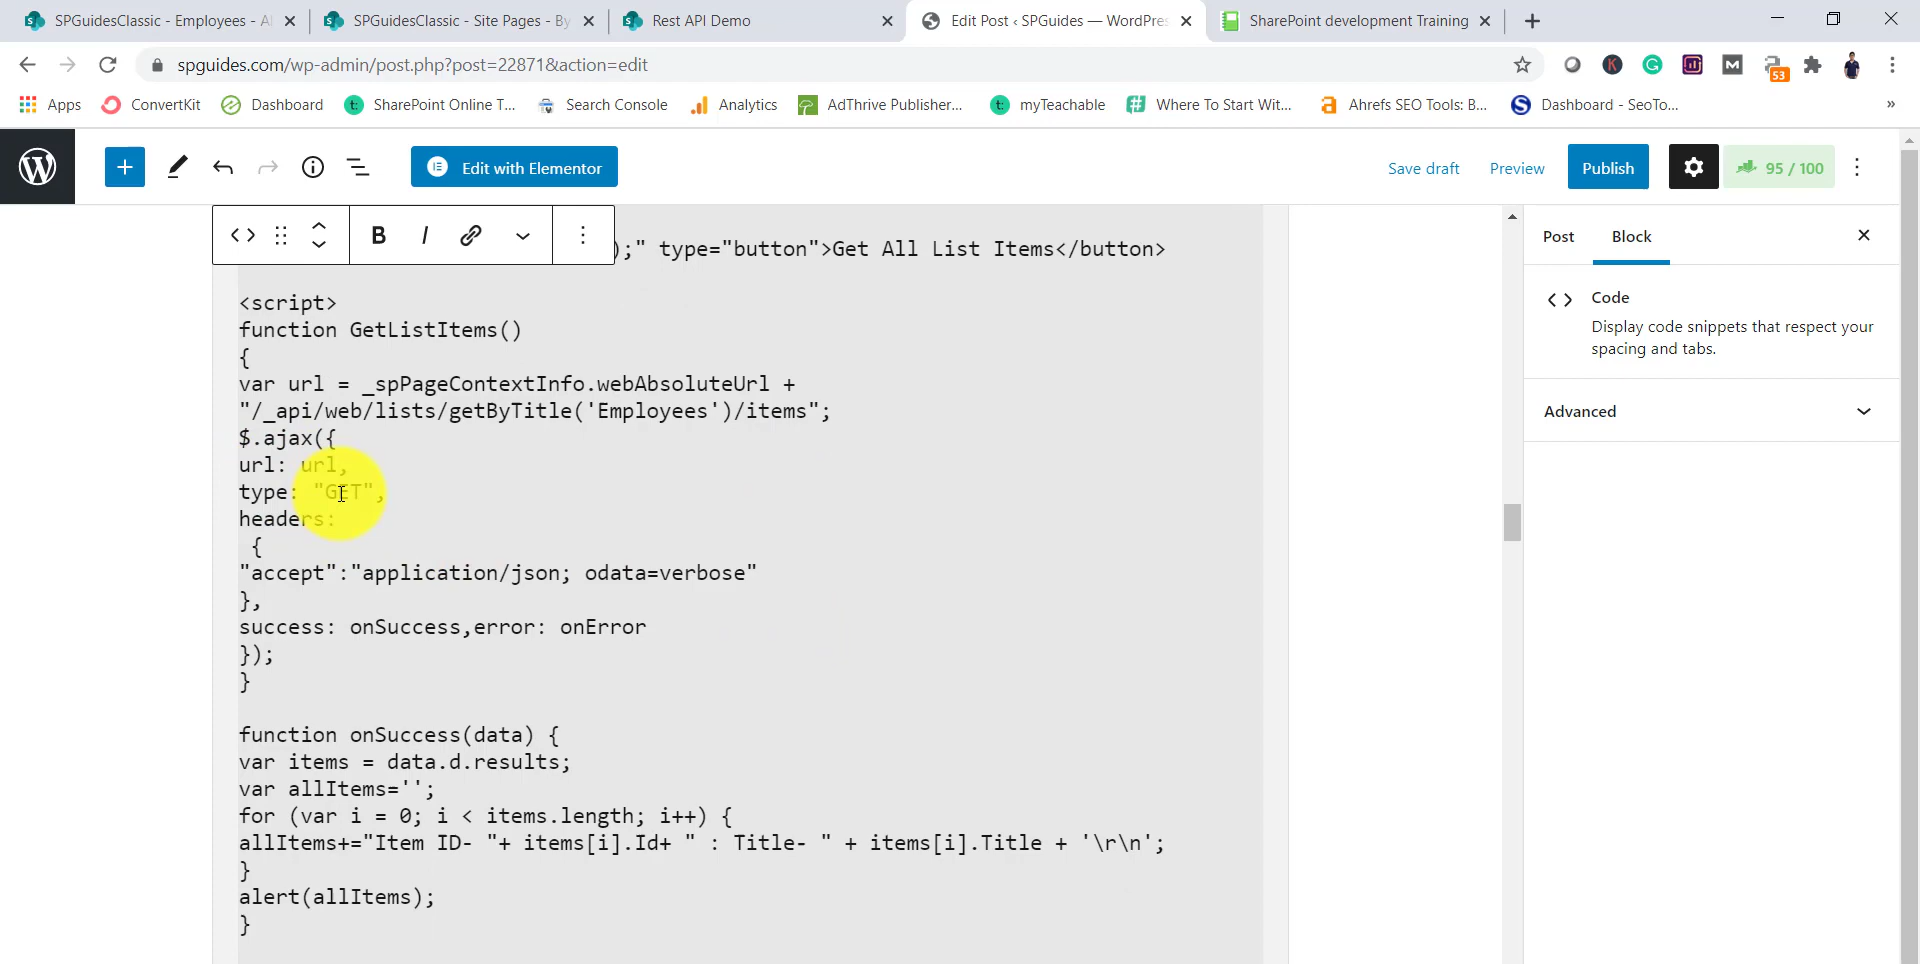 SPGuidesClassic - Employees - Al
SPGuidesClassic - Site Pages - By
Rest API Demo
Edit Post ‹ SPGuides — WordPres
SharePoint development Training
spguides.com/wp-admin/post.php?post=22871&action=edit
53
Apps
ConvertKit
Dashboard
SharePoint Online T...
Search Console
Analytics
AdThrive Publisher...
myTeachable
Where To Start Wit...
Ahrefs SEO Tools: B...
Dashboard - SeoTo...
»
Edit with Elementor
Save draft
Preview
Publish
95 / 100
B
I
);" type="button">Get All List Items</button>
<script>
function GetListItems()
{
var url = _spPageContextInfo.webAbsoluteUrl +
"/_api/web/lists/getByTitle('Employees')/items";
$.ajax({
url: url,
type: "GET",
headers:
{
"accept":"application/json; odata=verbose"
},
success: onSuccess,error: onError
});
}
function onSuccess(data) {
var items = data.d.results;
var allItems='';
for (var i = 0; i < items.length; i++) {
allItems+="Item ID- "+ items[i].Id+ " : Title- " + items[i].Title + '\r\n';
}
alert(allItems);
}
Post
Block
Code
Display code snippets that respect your
spacing and tabs.
Advanced